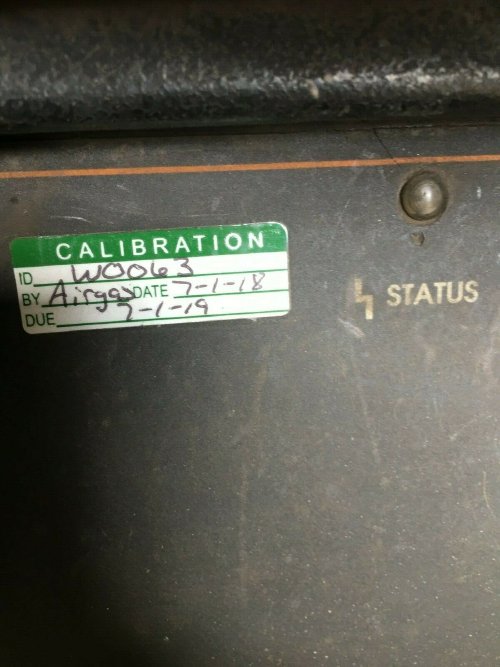 CALIBRATION
ID W0063
BY Airgas DATE 7-1-18
DUE 7-1-19
STATUS